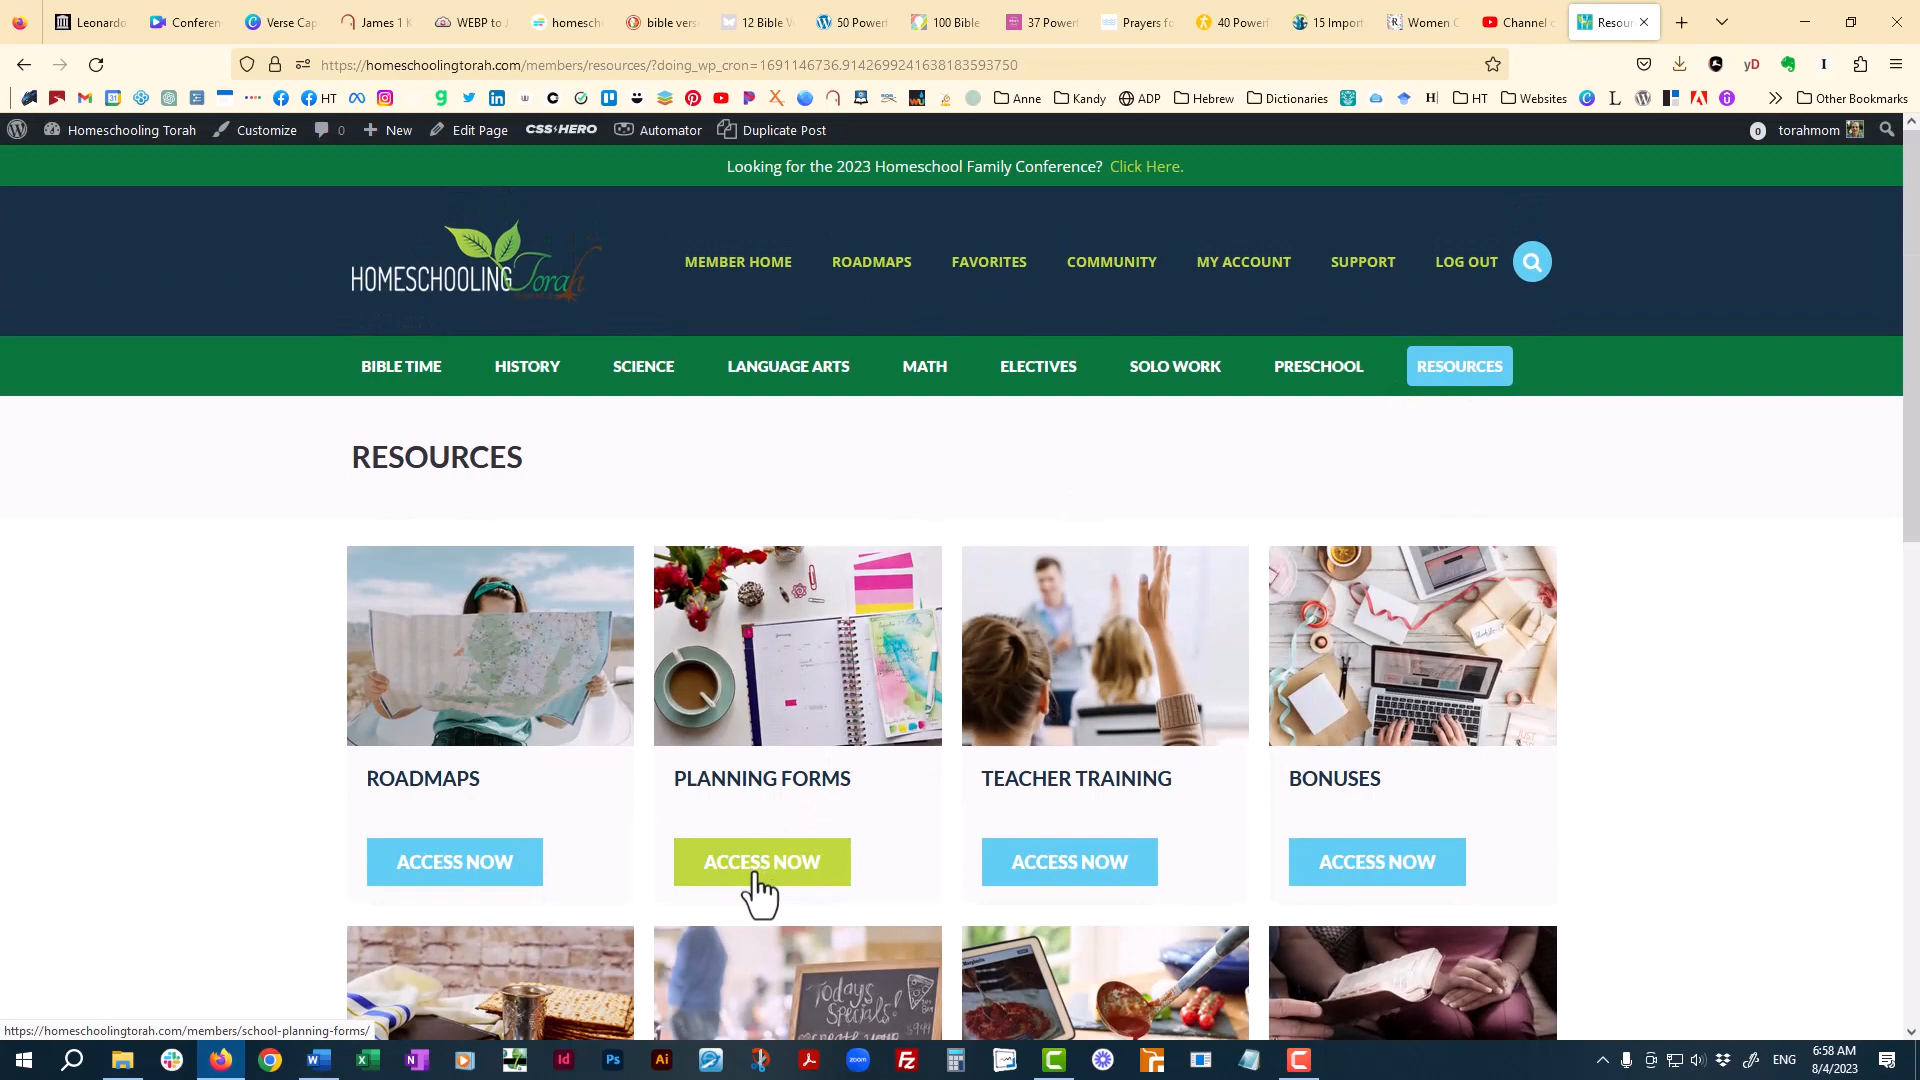 Leonardo
Conferen
Verse Cap
James 1 K
WEBP to J
homesch
bible vers
12 Bible V
50 Powerf
100 Bible
37 Powerf
Prayers fo
40 Powerf
15 Import
Women C
Channel c
Resour
https://homeschoolingtorah.com/members/resources/?doing_wp_cron=1691146736.9142699241638183593750
HT
Anne
Kandy
ADP
Hebrew
Dictionaries
HT
Websites
Other Bookmarks
Homeschooling Torah
Customize
0
New
Edit Page
CSS HERO
Automator
Duplicate Post
0
torahmom
Looking for the 2023 Homeschool Family Conference? Click Here.
HOMESCHOOLING Torah
MEMBER HOME
ROADMAPS
FAVORITES
COMMUNITY
MY ACCOUNT
SUPPORT
LOG OUT
BIBLE TIME
HISTORY
SCIENCE
LANGUAGE ARTS
MATH
ELECTIVES
SOLO WORK
PRESCHOOL
RESOURCES
RESOURCES
ROADMAPS
PLANNING FORMS
TEACHER TRAINING
BONUSES
ACCESS NOW
ACCESS NOW
ACCESS NOW
ACCESS NOW
Todays
Specials!
https://homeschoolingtorah.com/members/school-planning-forms/
ENG
6:58 AM
8/4/2023